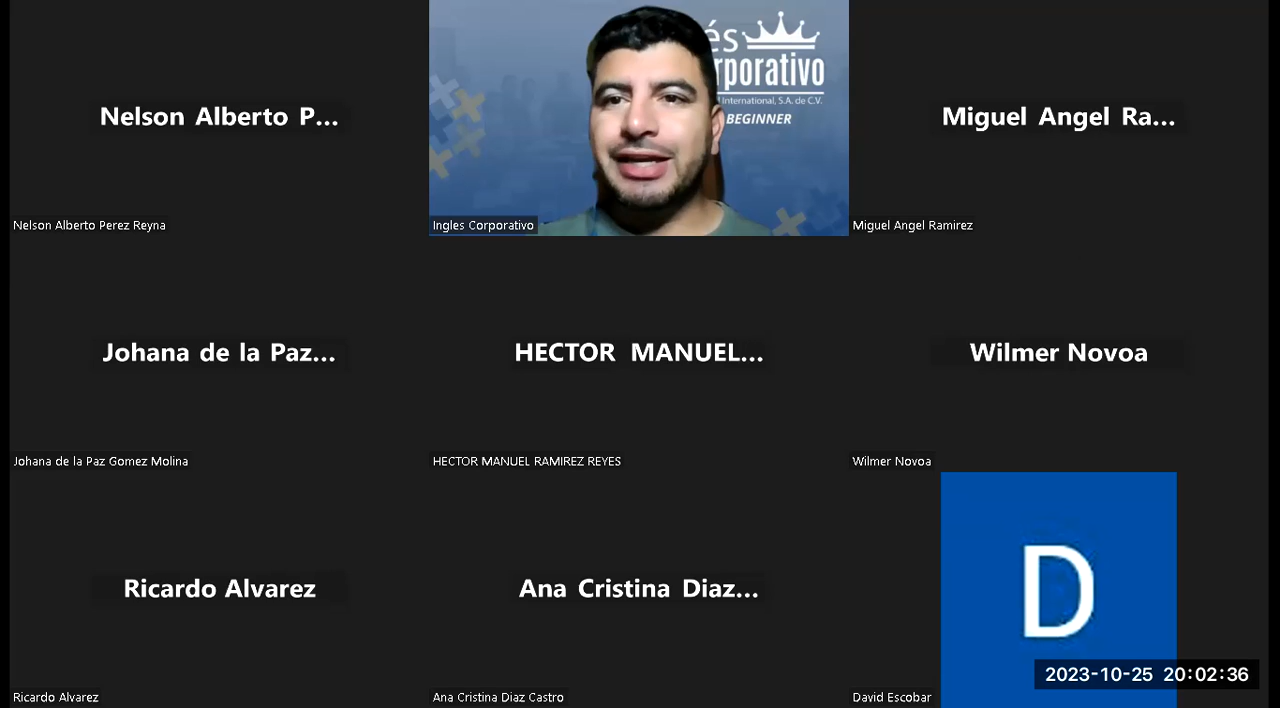 Nelson Alberto P...
és
rporativo
International, S.A. de C.V.
BEGINNER
Miguel Angel Ra...
Nelson Alberto Perez Reyna
Ingles Corporativo
Miguel Angel Ramirez
Johana de la Paz...
HECTOR MANUEL...
Wilmer Novoa
Johana de la Paz Gomez Molina
HECTOR MANUEL RAMIREZ REYES
Wilmer Novoa
Ricardo Alvarez
Ana Cristina Diaz...
D
2023-10-25 20:02:36
Ricardo Alvarez
Ana Cristina Diaz Castro
David Escobar